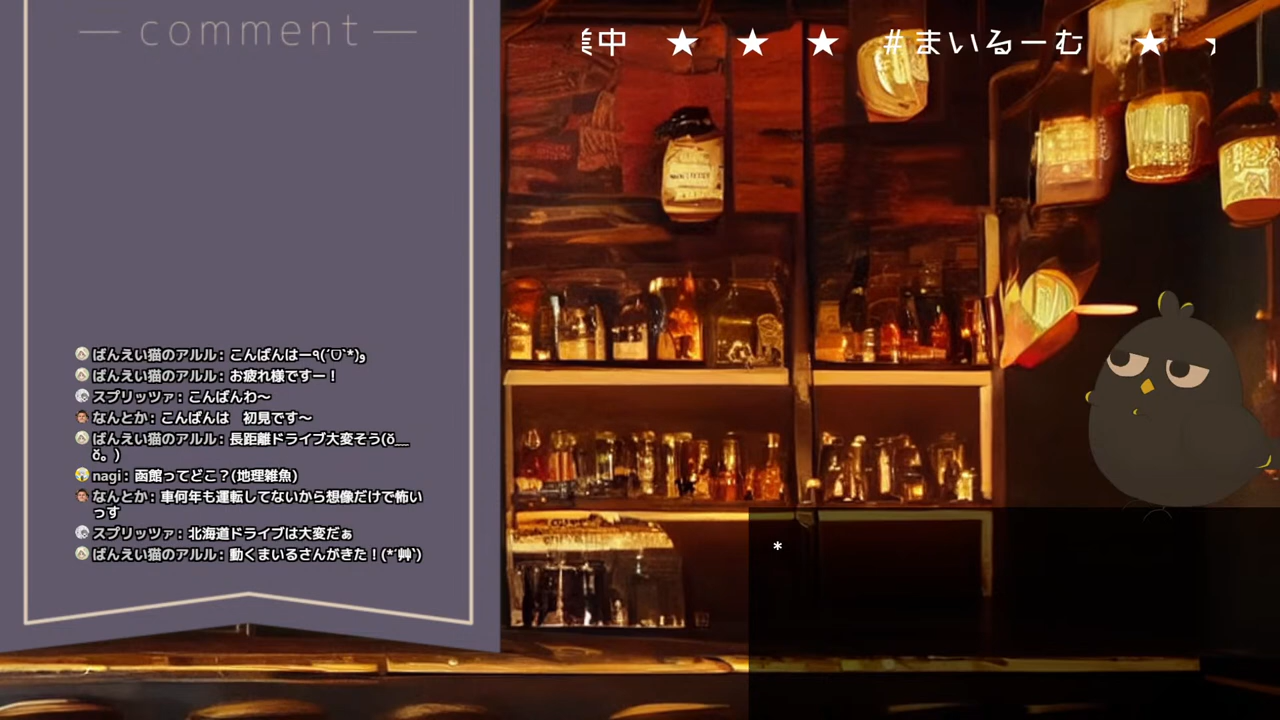 — comment —
中 ★ ★ ★ #まいるーむ ★
ばんえい猫のアルル: こんばんはー٩(ˊᗜˋ*)و
ばんえい猫のアルル: お疲れ様ですー！
スプリッツァ: こんばんわ〜
なんとか: こんばんは　初見です〜
ばんえい猫のアルル: 長距離ドライブ大変そう(ŏ﹏
ŏ。)
nagi: 函館ってどこ？(地理雑魚)
なんとか: 車何年も運転してないから想像だけで怖い
っす
スプリッツァ: 北海道ドライブは大変だぁ
ばんえい猫のアルル: 動くまいるさんがきた！(*´艸`)
*